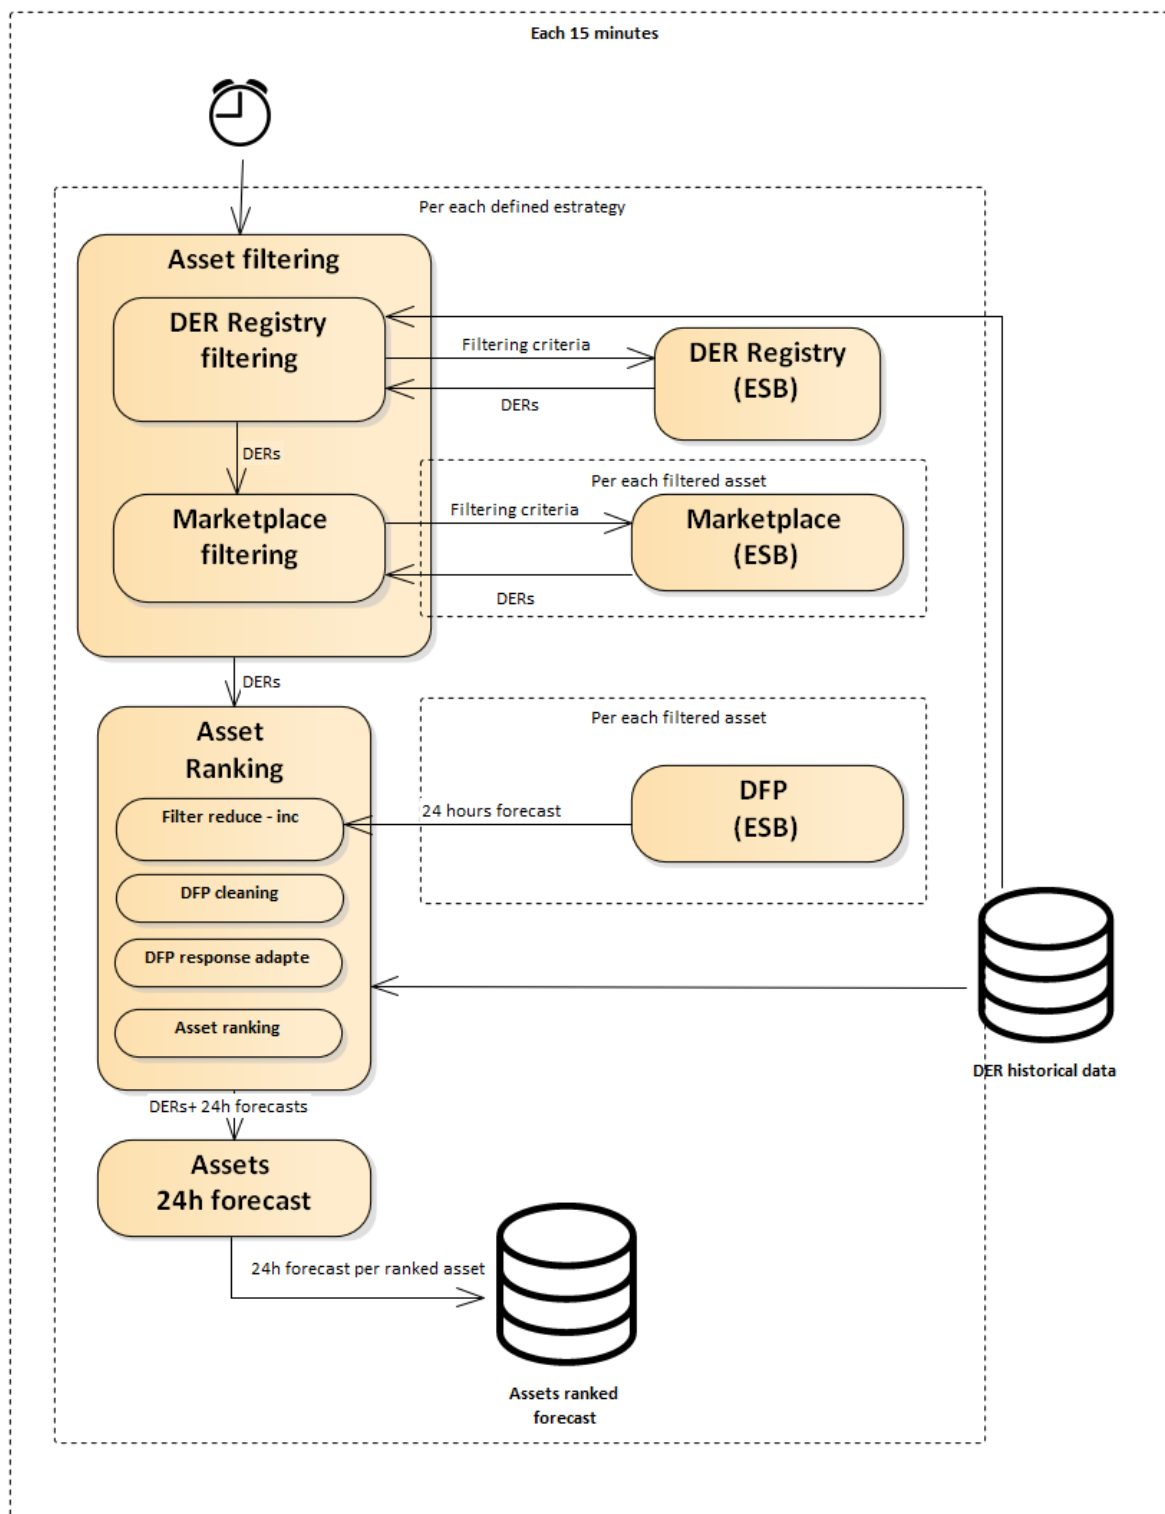 Each 15 minutes
Per each defined estrategy
Asset filtering
DER Registry
filtering
Filtering criteria
DER Registry
(ESB)
DERs
DERs
Per each filtered asset
Marketplace
filtering
Filtering criteria
Marketplace
(ESB)
DERs
DERs
Asset
Ranking
Per each filtered asset
Filter reduce - inc
24 hours forecast
DFP
(ESB)
DFP cleaning
DFP response adapte
Asset ranking
DER historical data
DERs+ 24h forecasts
Assets
24h forecast
24h forecast per ranked asset
Assets ranked
forecast